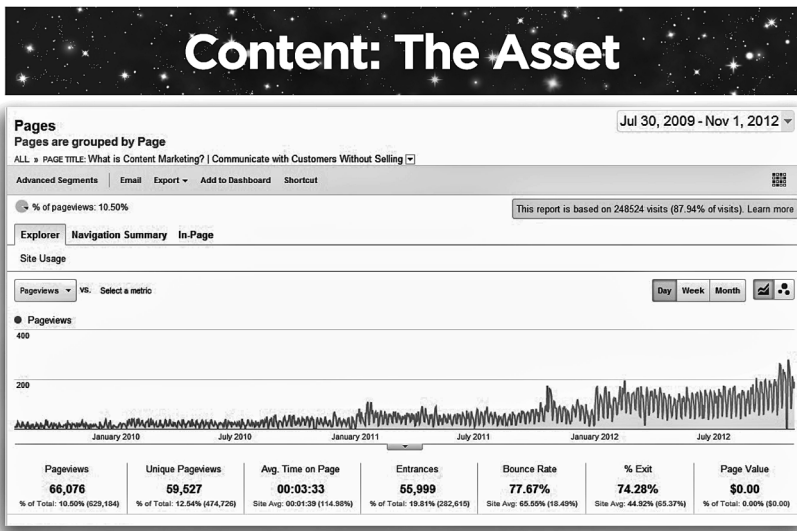 Content: The Asset
Pages
Jul 30, 2009 - Nov 1, 2012
Pages are grouped by Page
ALL » PAGE TITLE: What is Content Marketing? | Communicate with Customers Without Selling
Advanced Segments Email Export Add to Dashboard Shortcut
% of pageviews: 10.50%
This report is based on 248524 visits (87.94% of visits). Learn more
Explorer Navigation Summary In-Page
Site Usage
Pageviews VS. Select a metric
Day Week Month
Pageviews
400
200
January 2010 July 2010 January 2011 July 2011 January 2012 July 2012
Pageviews Unique Pageviews Avg. Time on Page Entrances Bounce Rate % Exit Page Value
66,076 59,527 00:03:33 55,999 77.67% 74.28% $0.00
% of Total: 10.50% (629,184) % of Total: 12.54% (474,726) Site Avg: 00:01:39 (114.98%) % of Total: 19.81% (282,615) Site Avg: 65.55% (18.49%) Site Avg: 44.92% (65.37%) % of Total: 0.00% ($0.00)